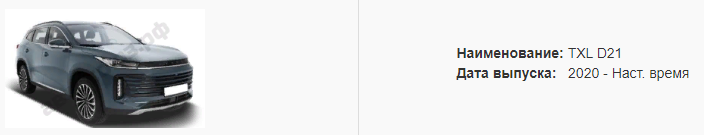 Наименование: TXL D21
Дата выпуска: 2020 - Наст. время